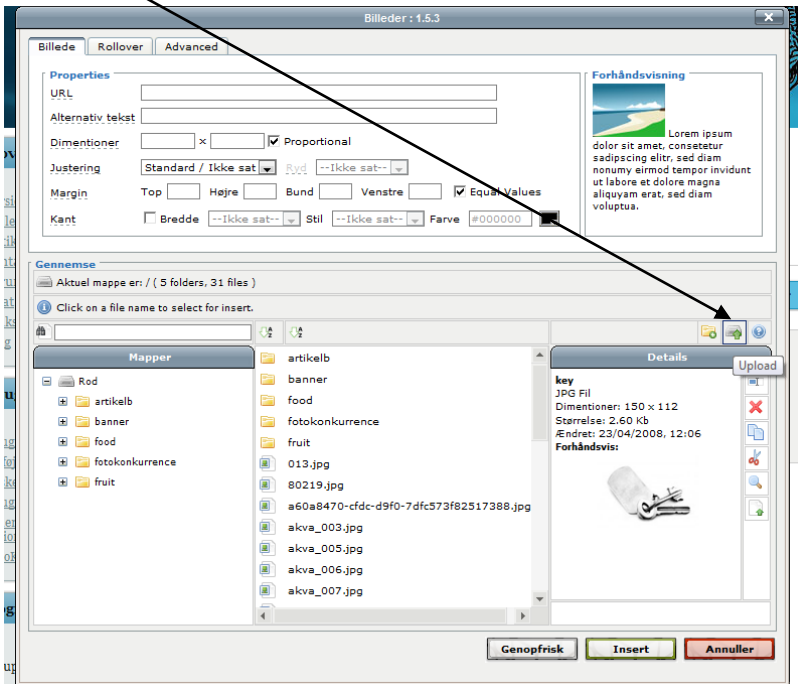 Billeder : 1.5.3
Billede Rollover Advanced
Properties
URL
Alternativ tekst
Dimentioner x Proportional
Justering Standard / Ikke sat Ryd --Ikke sat--
Margin Top Højre Bund Venstre Equal Values
Kant Bredde --Ikke sat-- Stil --Ikke sat-- Farve #000000
Forhåndsvisning
Lorem ipsum
dolor sit amet, consetetur
sadipscing elitr, sed diam
nonumy eirmod tempor invidunt
ut labore et dolore magna
aliquyam erat, sed diam
voluptua.
Gennemse
Aktuel mappe er: / ( 5 folders, 31 files )
Click on a file name to select for insert.
Mapper
Rod
artikelb
banner
food
fotokonkurrence
fruit
artikelb
banner
food
fotokonkurrence
fruit
013.jpg
80219.jpg
a60a8470-cfdc-d9f0-7dfc573f82517388.jpg
akva_003.jpg
akva_005.jpg
akva_006.jpg
akva_007.jpg
Details
Upload
key
JPG Fil
Dimentioner: 150 x 112
Størrelse: 2.60 Kb
Ændret: 23/04/2008, 12:06
Forhåndsvis:
Genopfrisk Insert Annuller